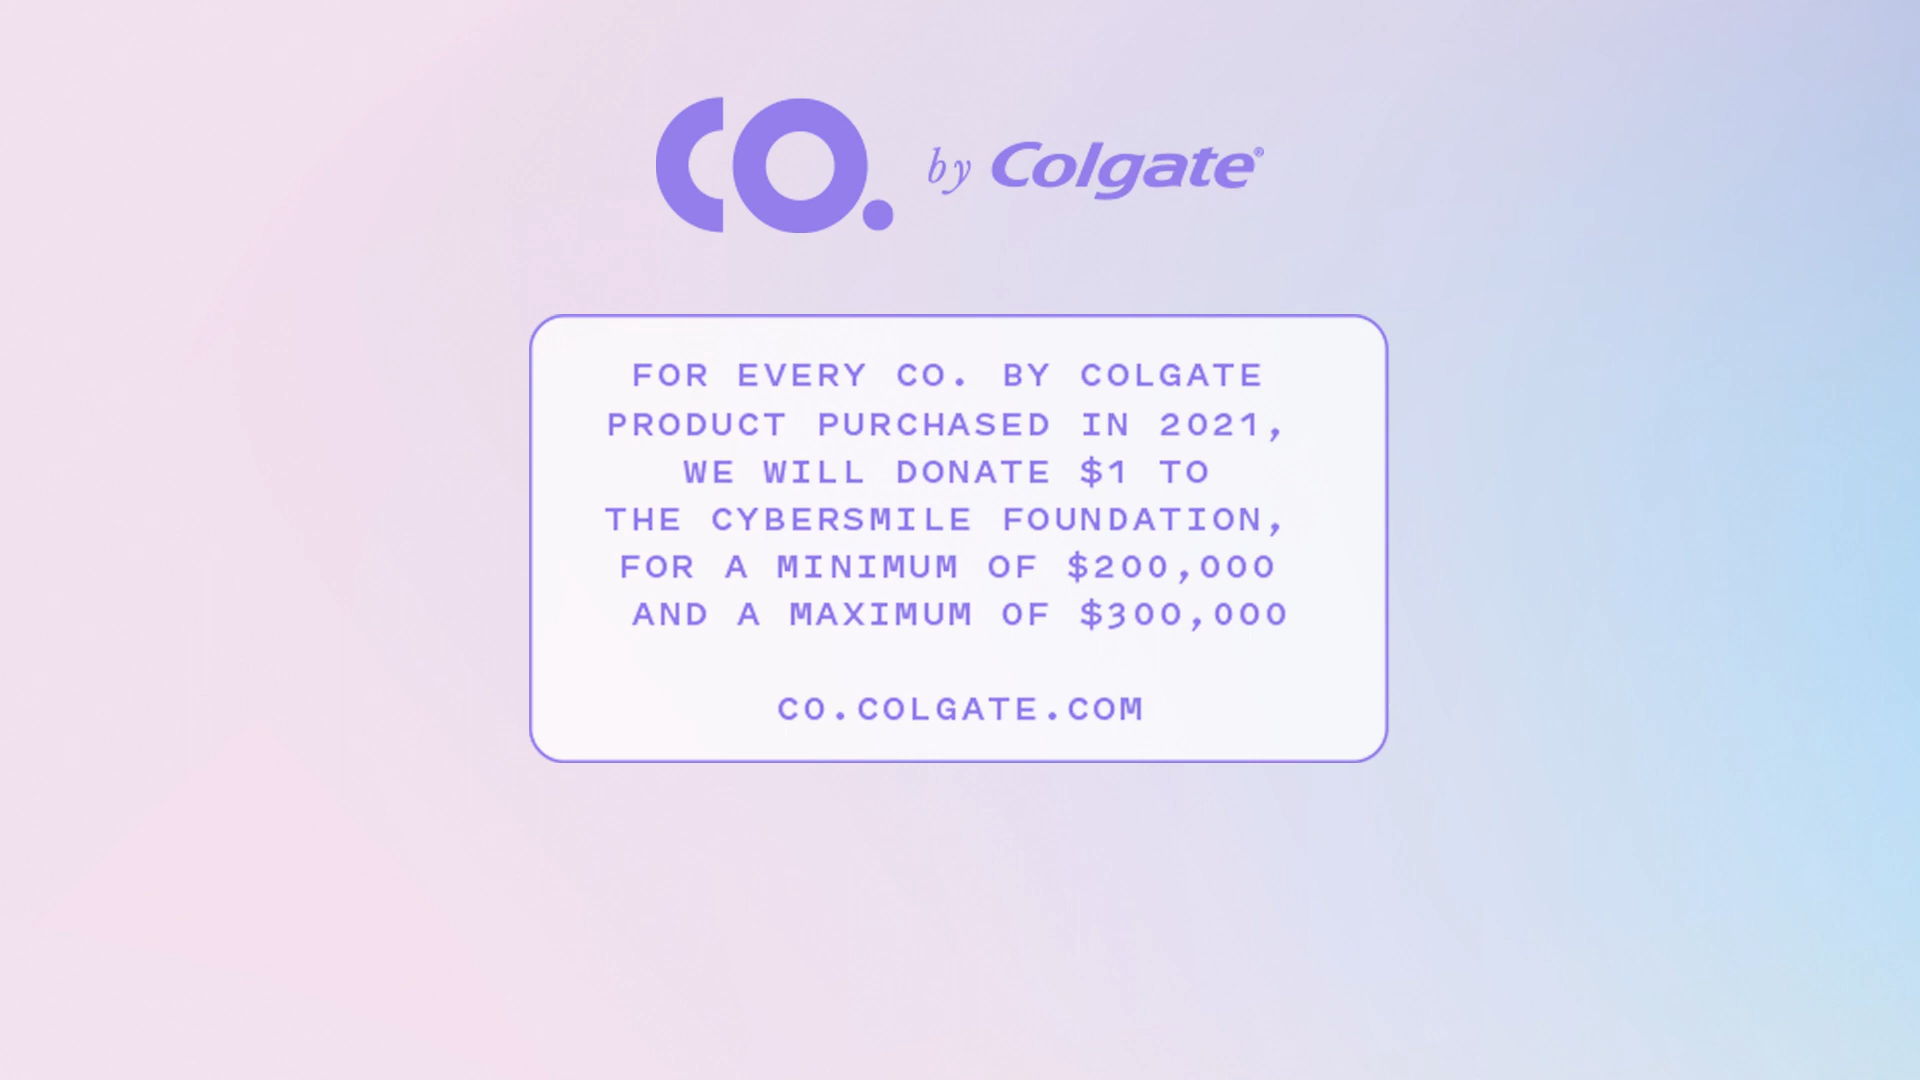 CO. by Colgate®
FOR EVERY CO. BY COLGATE
PRODUCT PURCHASED IN 2021,
WE WILL DONATE $1 TO
THE CYBERSMILE FOUNDATION,
FOR A MINIMUM OF $200,000
AND A MAXIMUM OF $300,000
CO.COLGATE.COM